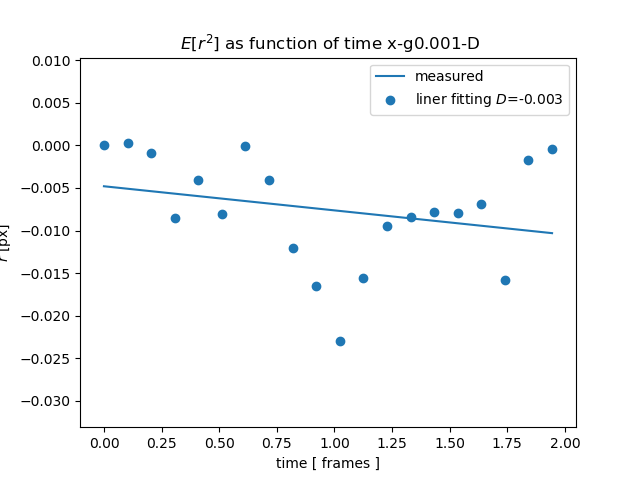 E[r²] as function of time x-g0.001-D
measured
liner fitting D=-0.003
0.010
0.005
0.000
−0.005
−0.010
−0.015
−0.020
−0.025
−0.030
r [px]
0.00 0.25 0.50 0.75 1.00 1.25 1.50 1.75 2.00
time [ frames ]